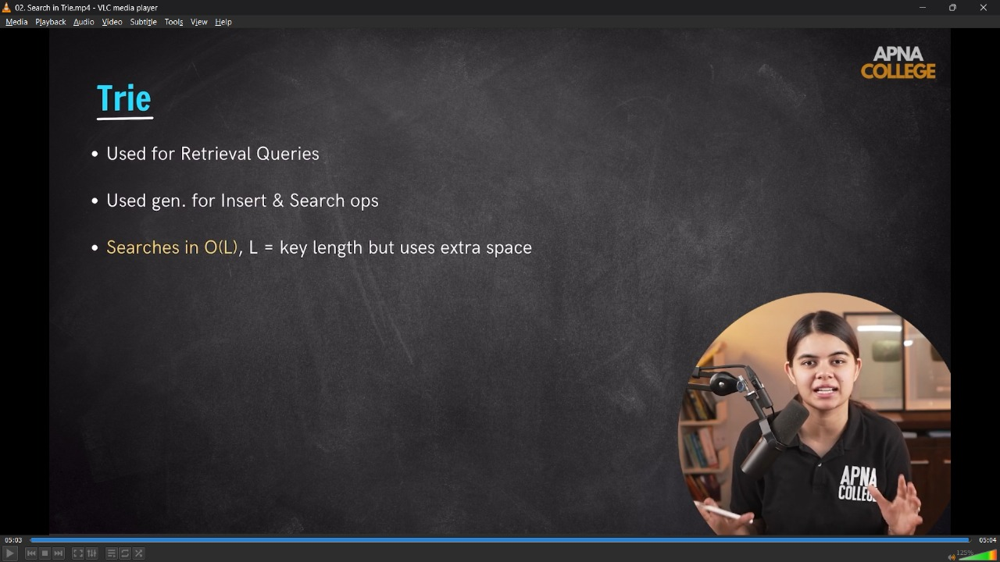 02. Search in Trie.mp4 - VLC media player
Media Playback Audio Video Subtitle Tools View Help
APNA
COLLEGE
Trie
• Used for Retrieval Queries
• Used gen. for Insert & Search ops
• Searches in O(L), L = key length but uses extra space
APNA
COLLEGE
05:03
05:04
125%